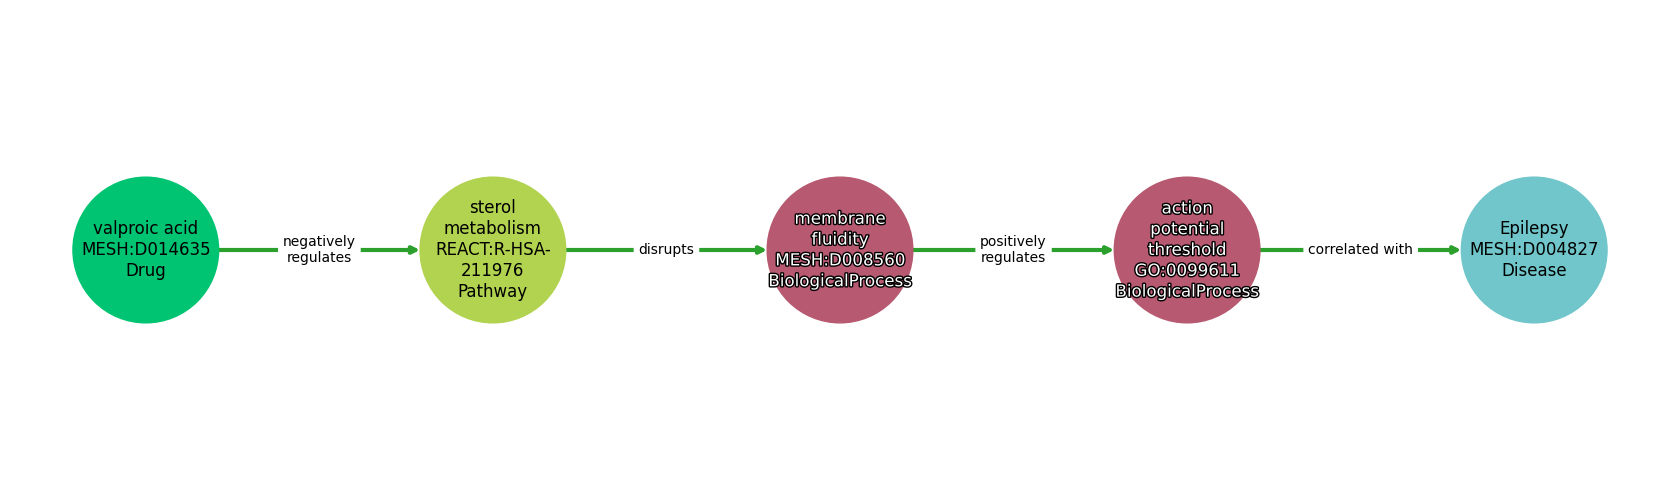 valproic acid
MESH:D014635
Drug
negatively
regulates
sterol
metabolism
REACT:R-HSA-
211976
Pathway
disrupts
membrane
fluidity
MESH:D008560
BiologicalProcess
positively
regulates
action
potential
threshold
GO:0099611
BiologicalProcess
correlated with
Epilepsy
MESH:D004827
Disease